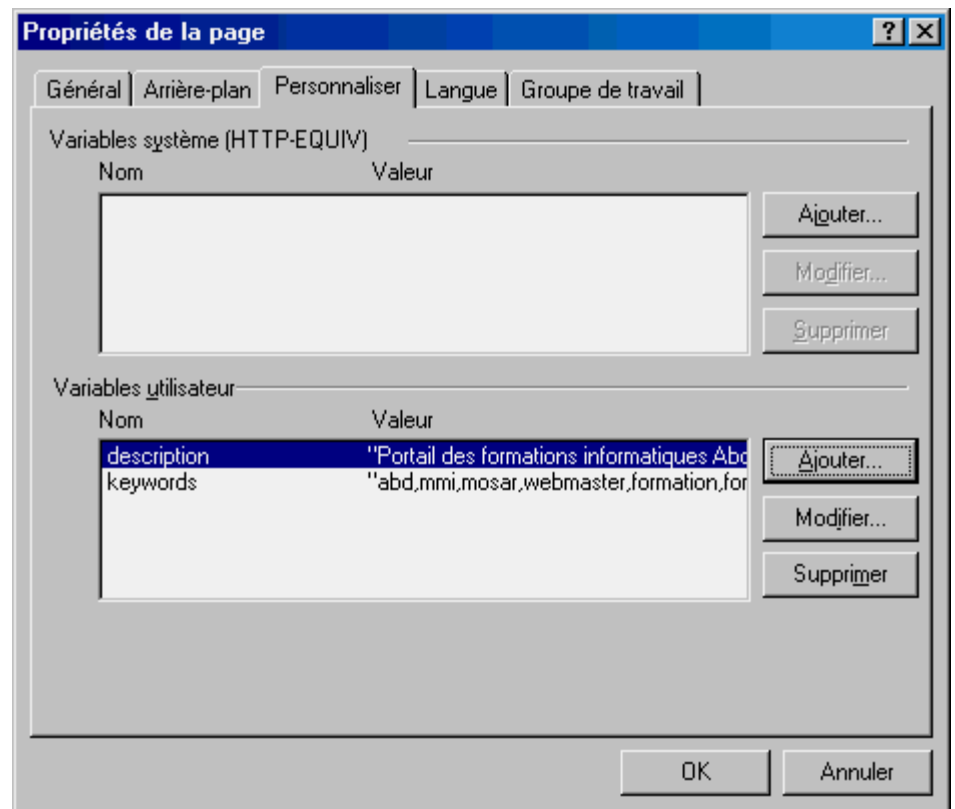 Propriétés de la page
Général Arrière-plan Personnaliser Langue Groupe de travail
Variables système (HTTP-EQUIV)
Nom Valeur
Ajouter...
Modifier...
Supprimer
Variables utilisateur
Nom Valeur
description "Portail des formations informatiques Abd
keywords "abd,mmi,mosar,webmaster,formation,for
Ajouter...
Modifier...
Supprimer
OK Annuler